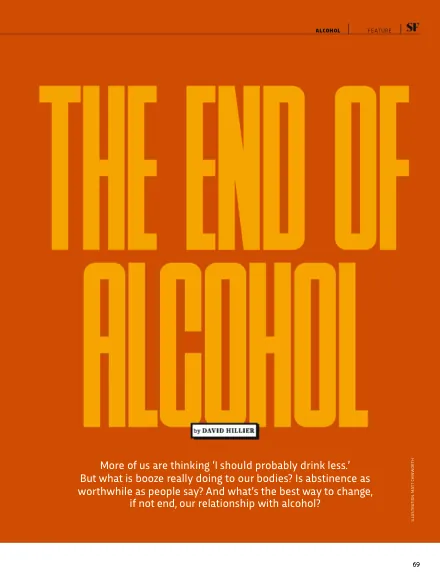 ALCOHOL FEATURE SF
THE END OF
ALCOHOL
by DAVID HILLIER
More of us are thinking 'I should probably drink less.'
But what is booze really doing to our bodies? Is abstinence as
worthwhile as people say? And what's the best way to change,
if not end, our relationship with alcohol?
69